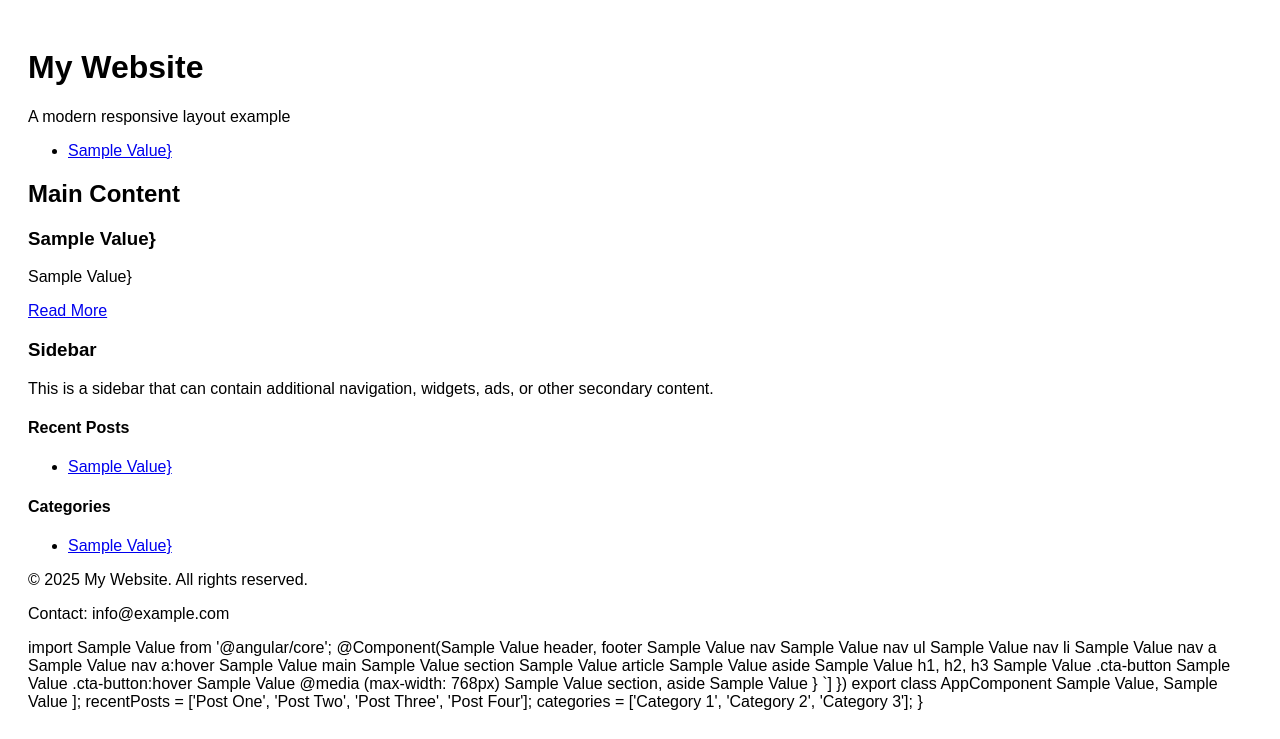 My Website
A modern responsive layout example
Sample Value}
Main Content
Sample Value}
Sample Value}
Read More
Sidebar
This is a sidebar that can contain additional navigation, widgets, ads, or other secondary content.
Recent Posts
Sample Value}
Categories
Sample Value}
© 2025 My Website. All rights reserved.
Contact: info@example.com
import Sample Value from '@angular/core'; @Component(Sample Value header, footer Sample Value nav Sample Value nav ul Sample Value nav li Sample Value nav a
Sample Value nav a:hover Sample Value main Sample Value section Sample Value article Sample Value aside Sample Value h1, h2, h3 Sample Value .cta-button Sample
Value .cta-button:hover Sample Value @media (max-width: 768px) Sample Value section, aside Sample Value } `] }) export class AppComponent Sample Value, Sample
Value ]; recentPosts = ['Post One', 'Post Two', 'Post Three', 'Post Four']; categories = ['Category 1', 'Category 2', 'Category 3']; }